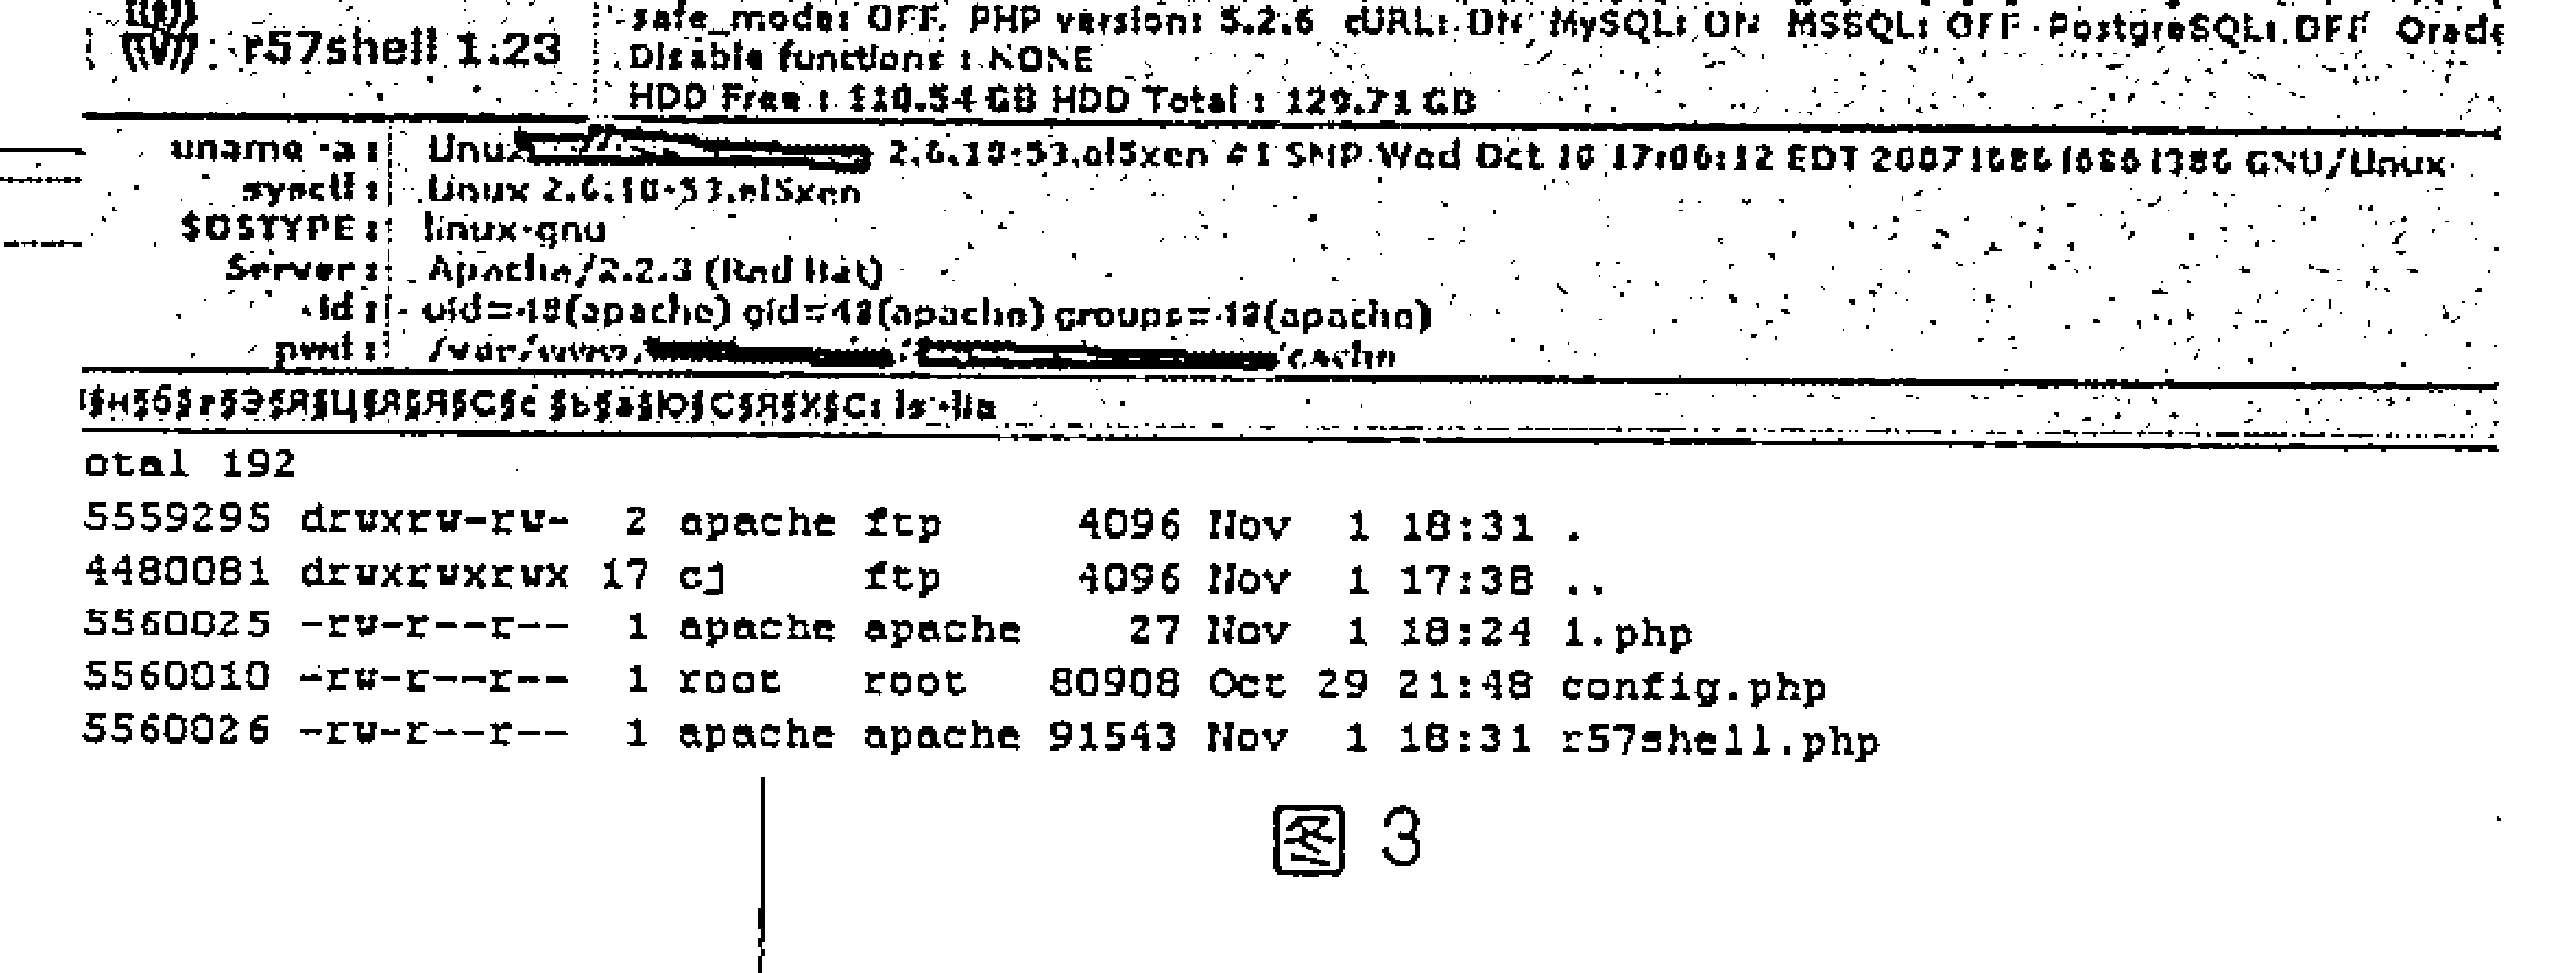 r57shell 1.23
safe_mode: OFF PHP version: 5.2.6 cURL: ON MySQL: ON MSSQL: OFF PostgreSQL: OFF
Disable functions : NONE
HDD Free : 110.54 GB HDD Total : 129.71 GB
uname -a : Linux 2.6.18-53.el5xen #1 SMP Wed Oct 10 17:06:12 EDT 2007 i686 i686 i386 GNU/Linux
sysctl : Linux 2.6.18-53.el5xen
$OSTYPE : linux-gnu
Server : Apache/2.2.3 (Red Hat)
id : uid=48(apache) gid=48(apache) groups=48(apache)
pwd : /var/www/ cache
ls -lia
otal 192
5559295 drwxrw-rw- 2 apache ftp 4096 Nov 1 18:31 .
4480081 drwxrwxrwx 17 cj ftp 4096 Nov 1 17:38 ..
5560025 -rw-r--r-- 1 apache apache 27 Nov 1 18:24 1.php
5560010 -rw-r--r-- 1 root root 80908 Oct 29 21:48 config.php
5560026 -rw-r--r-- 1 apache apache 91543 Nov 1 18:31 r57shell.php
图 3